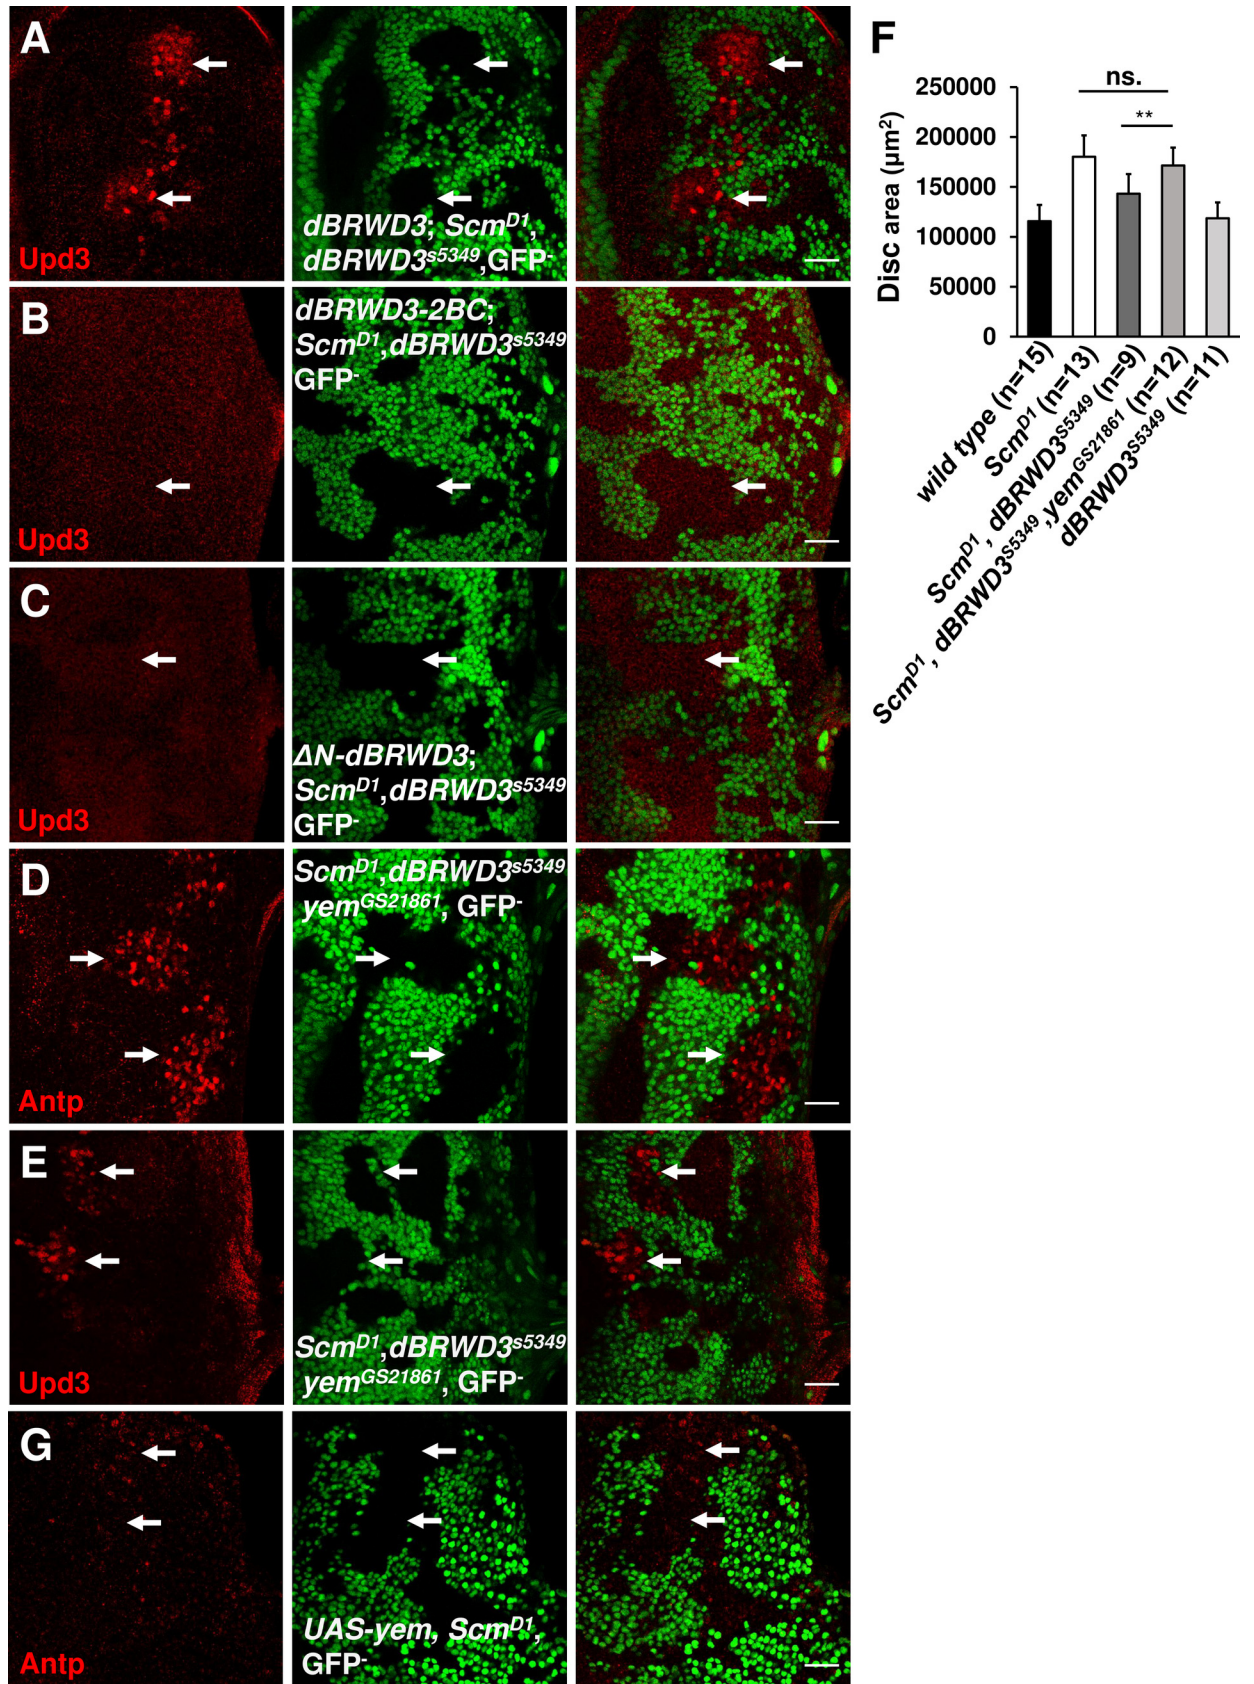 A
Upd3
dBRWD3; Scm^D1,
dBRWD3^s5349,GFP-
B
Upd3
dBRWD3-2BC;
Scm^D1,dBRWD3^s5349
GFP-
C
Upd3
ΔN-dBRWD3;
Scm^D1,dBRWD3^s5349
GFP-
D
Antp
Scm^D1,dBRWD3^s5349
yem^GS21861, GFP-
E
Upd3
Scm^D1,dBRWD3^s5349
yem^GS21861, GFP-
G
Antp
UAS-yem, Scm^D1,
GFP-
F
Disc area (µm²)
250000
200000
150000
100000
50000
0
ns.
**
wild type (n=15)
Scm^D1 (n=13)
Scm^D1, dBRWD3^S5349 (n=9)
Scm^D1, dBRWD3^S5349,yem^GS21861 (n=12)
dBRWD3^S5349 (n=11)